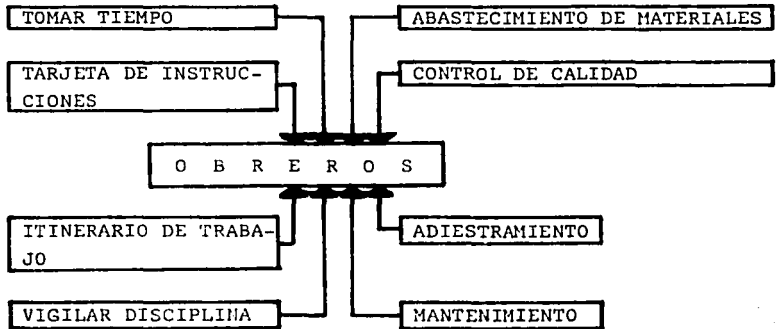 TOMAR TIEMPO
ABASTECIMIENTO DE MATERIALES
TARJETA DE INSTRUC-
CIONES
CONTROL DE CALIDAD
O B R E R O S
ITINERARIO DE TRABA-
JO
ADIESTRAMIENTO
VIGILAR DISCIPLINA
MANTENIMIENTO